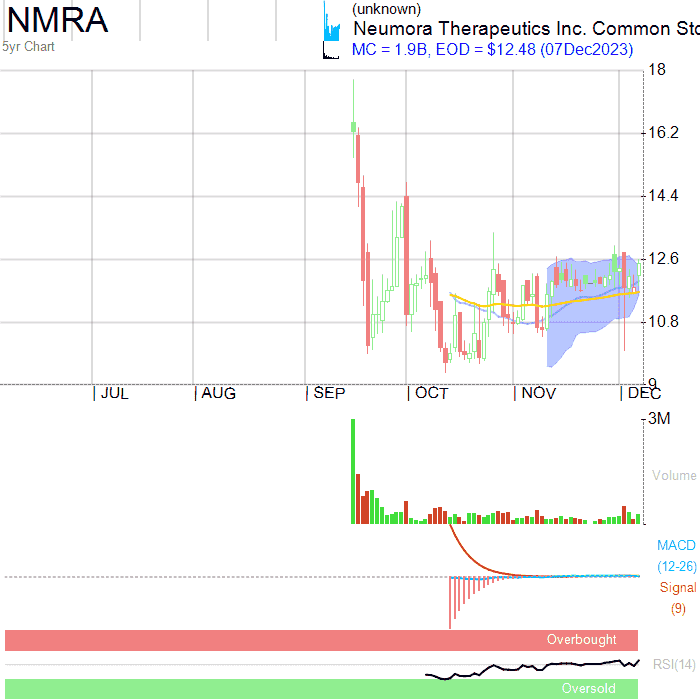 NMRA
5yr Chart
(unknown)
Neumora Therapeutics Inc. Common Sto
MC = 1.9B, EOD = $12.48 (07Dec2023)
18
16.2
14.4
12.6
10.8
9
JUL
AUG
SEP
OCT
NOV
DEC
3M
Volume
MACD
(12-26)
Signal
(9)
Overbought
RSI(14)
Oversold